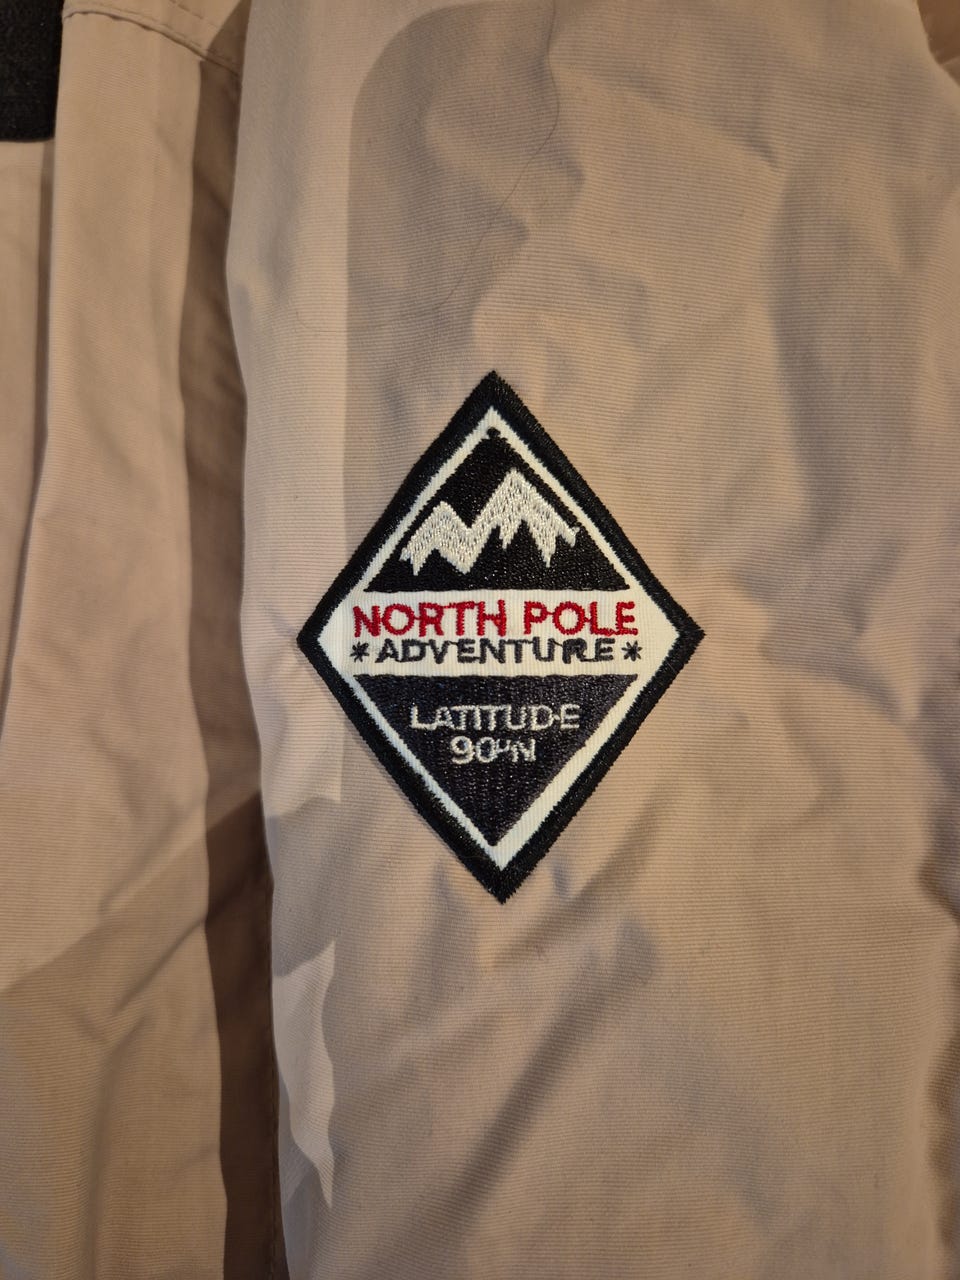 NORTH POLE
*ADVENTURE*
LATITUDE
90°N